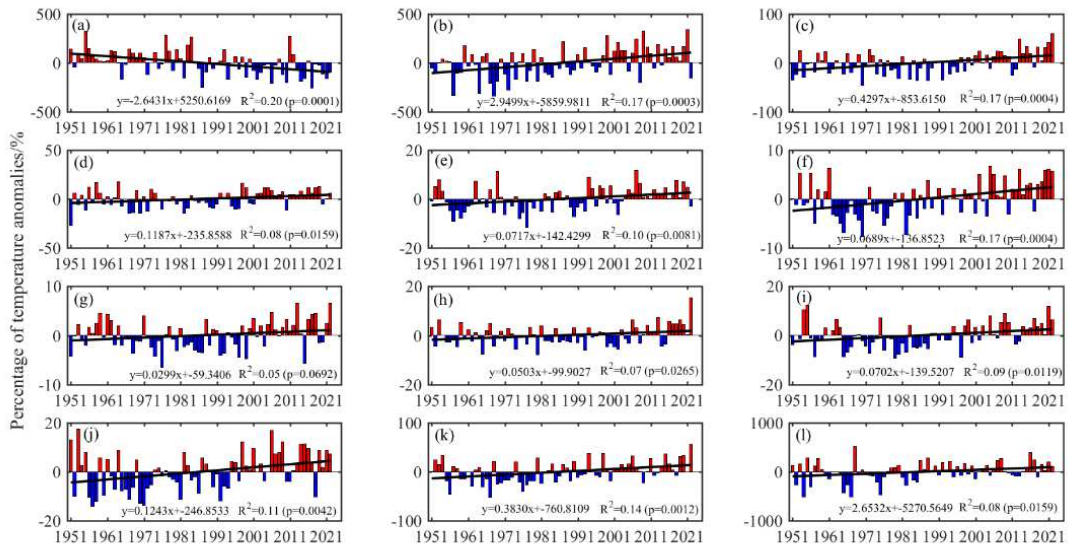 Percentage of temperature anomalies/%
(a)
500
0
-500
y=-2.6431x+5250.6169 R²=0.20 (p=0.0001)
1951 1961 1971 1981 1991 2001 2011 2021
(b)
500
0
-500
y=2.9499x+-5859.9811 R²=0.17 (p=0.0003)
1951 1961 1971 1981 1991 2001 2011 2021
(c)
100
0
-100
y=0.4297x+-853.6150 R²=0.17 (p=0.0004)
1951 1961 1971 1981 1991 2001 2011 2021
(d)
50
0
-50
y=0.1187x+-235.8588 R²=0.08 (p=0.0159)
1951 1961 1971 1981 1991 2001 2011 2021
(e)
20
0
-20
y=0.0717x+-142.4299 R²=0.10 (p=0.0081)
1951 1961 1971 1981 1991 2001 2011 2021
(f)
10
0
-10
y=0.0689x+-136.8523 R²=0.17 (p=0.0004)
1951 1961 1971 1981 1991 2001 2011 2021
(g)
10
0
-10
y=0.0299x+-59.3406 R²=0.05 (p=0.0692)
1951 1961 1971 1981 1991 2001 2011 2021
(h)
20
0
-20
y=0.0503x+-99.9027 R²=0.07 (p=0.0265)
1951 1961 1971 1981 1991 2001 2011 2021
(i)
20
0
-20
y=0.0702x+-139.5207 R²=0.09 (p=0.0119)
1951 1961 1971 1981 1991 2001 2011 2021
(j)
20
0
-20
y=0.1243x+-246.8533 R²=0.11 (p=0.0042)
1951 1961 1971 1981 1991 2001 2011 2021
(k)
100
0
-100
y=0.3830x+-760.8109 R²=0.14 (p=0.0012)
1951 1961 1971 1981 1991 2001 2011 2021
(l)
1000
0
-1000
y=2.6532x+-5270.5649 R²=0.08 (p=0.0159)
1951 1961 1971 1981 1991 2001 2011 2021